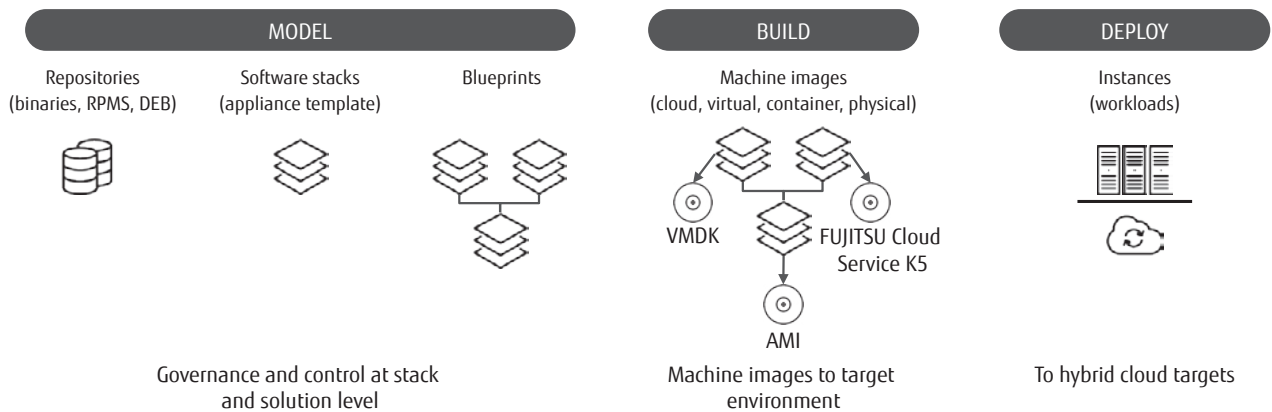 MODEL
Repositories
(binaries, RPMS, DEB)
Software stacks
(appliance template)
Blueprints
Governance and control at stack
and solution level
BUILD
Machine images
(cloud, virtual, container, physical)
VMDK
FUJITSU Cloud
Service K5
AMI
Machine images to target
environment
DEPLOY
Instances
(workloads)
To hybrid cloud targets